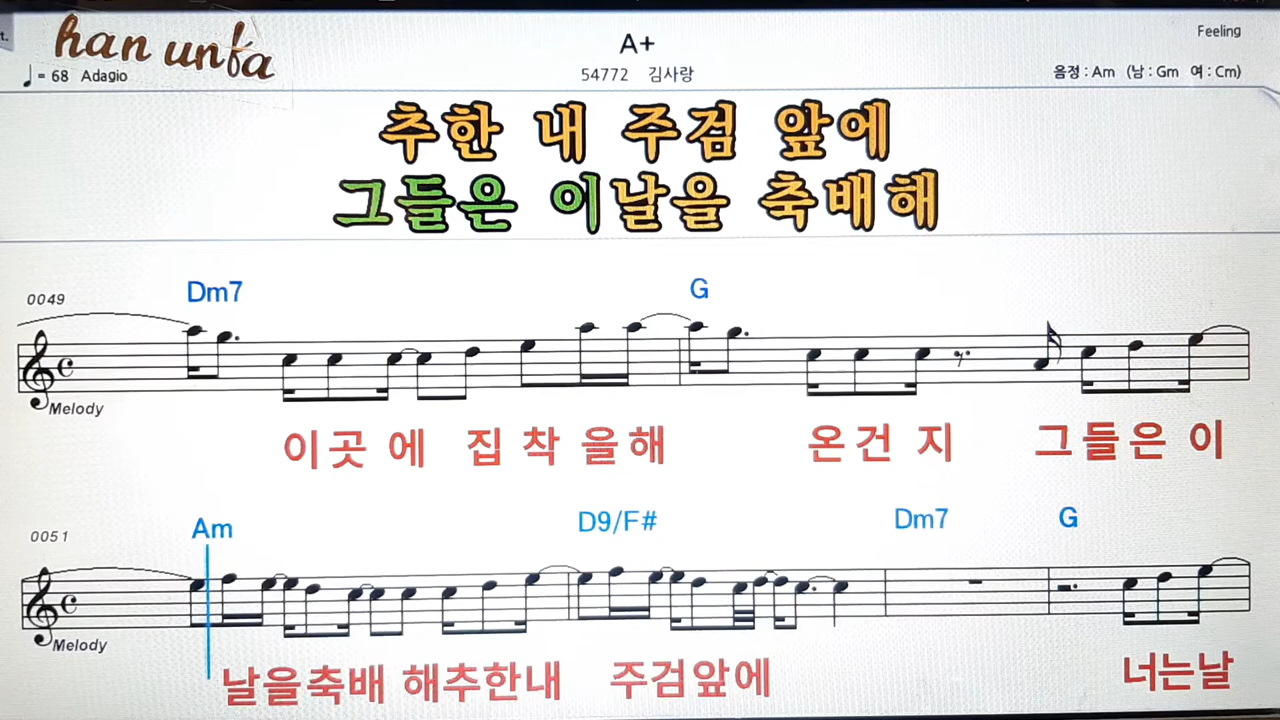 han unfa
A+
Feeling
♩= 68 Adagio
54772 김사랑
음정 : Am (남 : Gm 여 : Cm)
추한 내 주검 앞에
그들은 이날을 축배해
0049
Dm7 G
Melody
이곳 에 집 착 을해 온건 지 그들은 이
0051
Am D9/F# Dm7 G
Melody
날을축배 해추한내 주검앞에 너는날